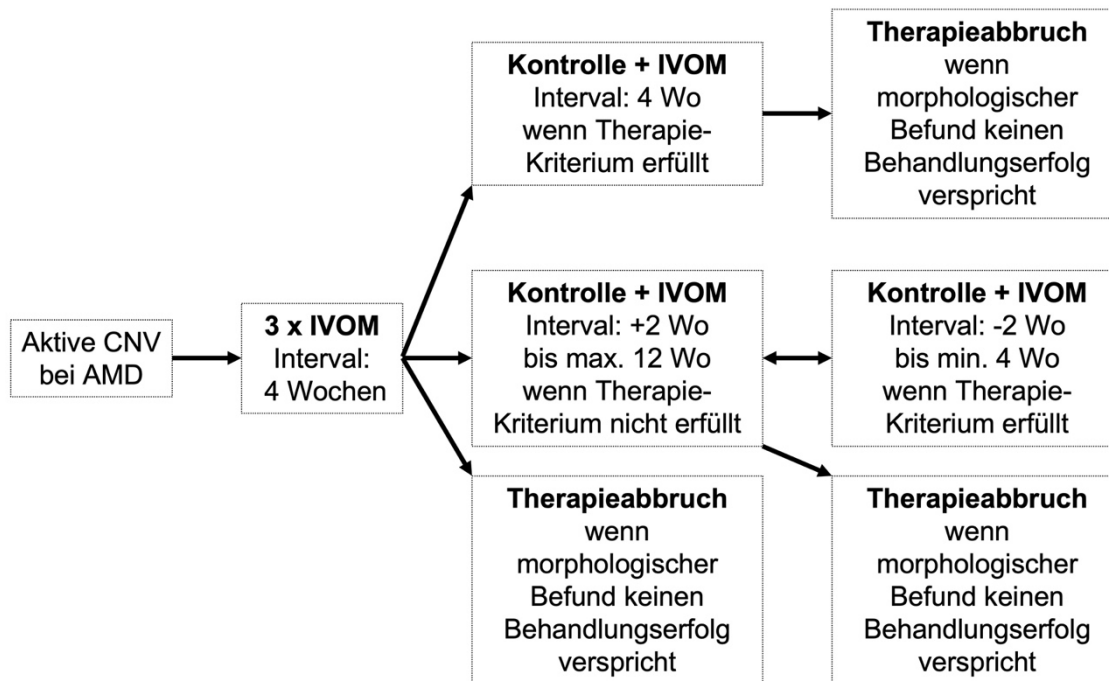 Aktive CNV
bei AMD
3 x IVOM
Interval:
4 Wochen
Kontrolle + IVOM
Interval: 4 Wo
wenn Therapie-
Kriterium erfüllt
Therapieabbruch
wenn
morphologischer
Befund keinen
Behandlungserfolg
verspricht
Kontrolle + IVOM
Interval: +2 Wo
bis max. 12 Wo
wenn Therapie-
Kriterium nicht erfüllt
Kontrolle + IVOM
Interval: -2 Wo
bis min. 4 Wo
wenn Therapie-
Kriterium erfüllt
Therapieabbruch
wenn
morphologischer
Befund keinen
Behandlungserfolg
verspricht
Therapieabbruch
wenn
morphologischer
Befund keinen
Behandlungserfolg
verspricht